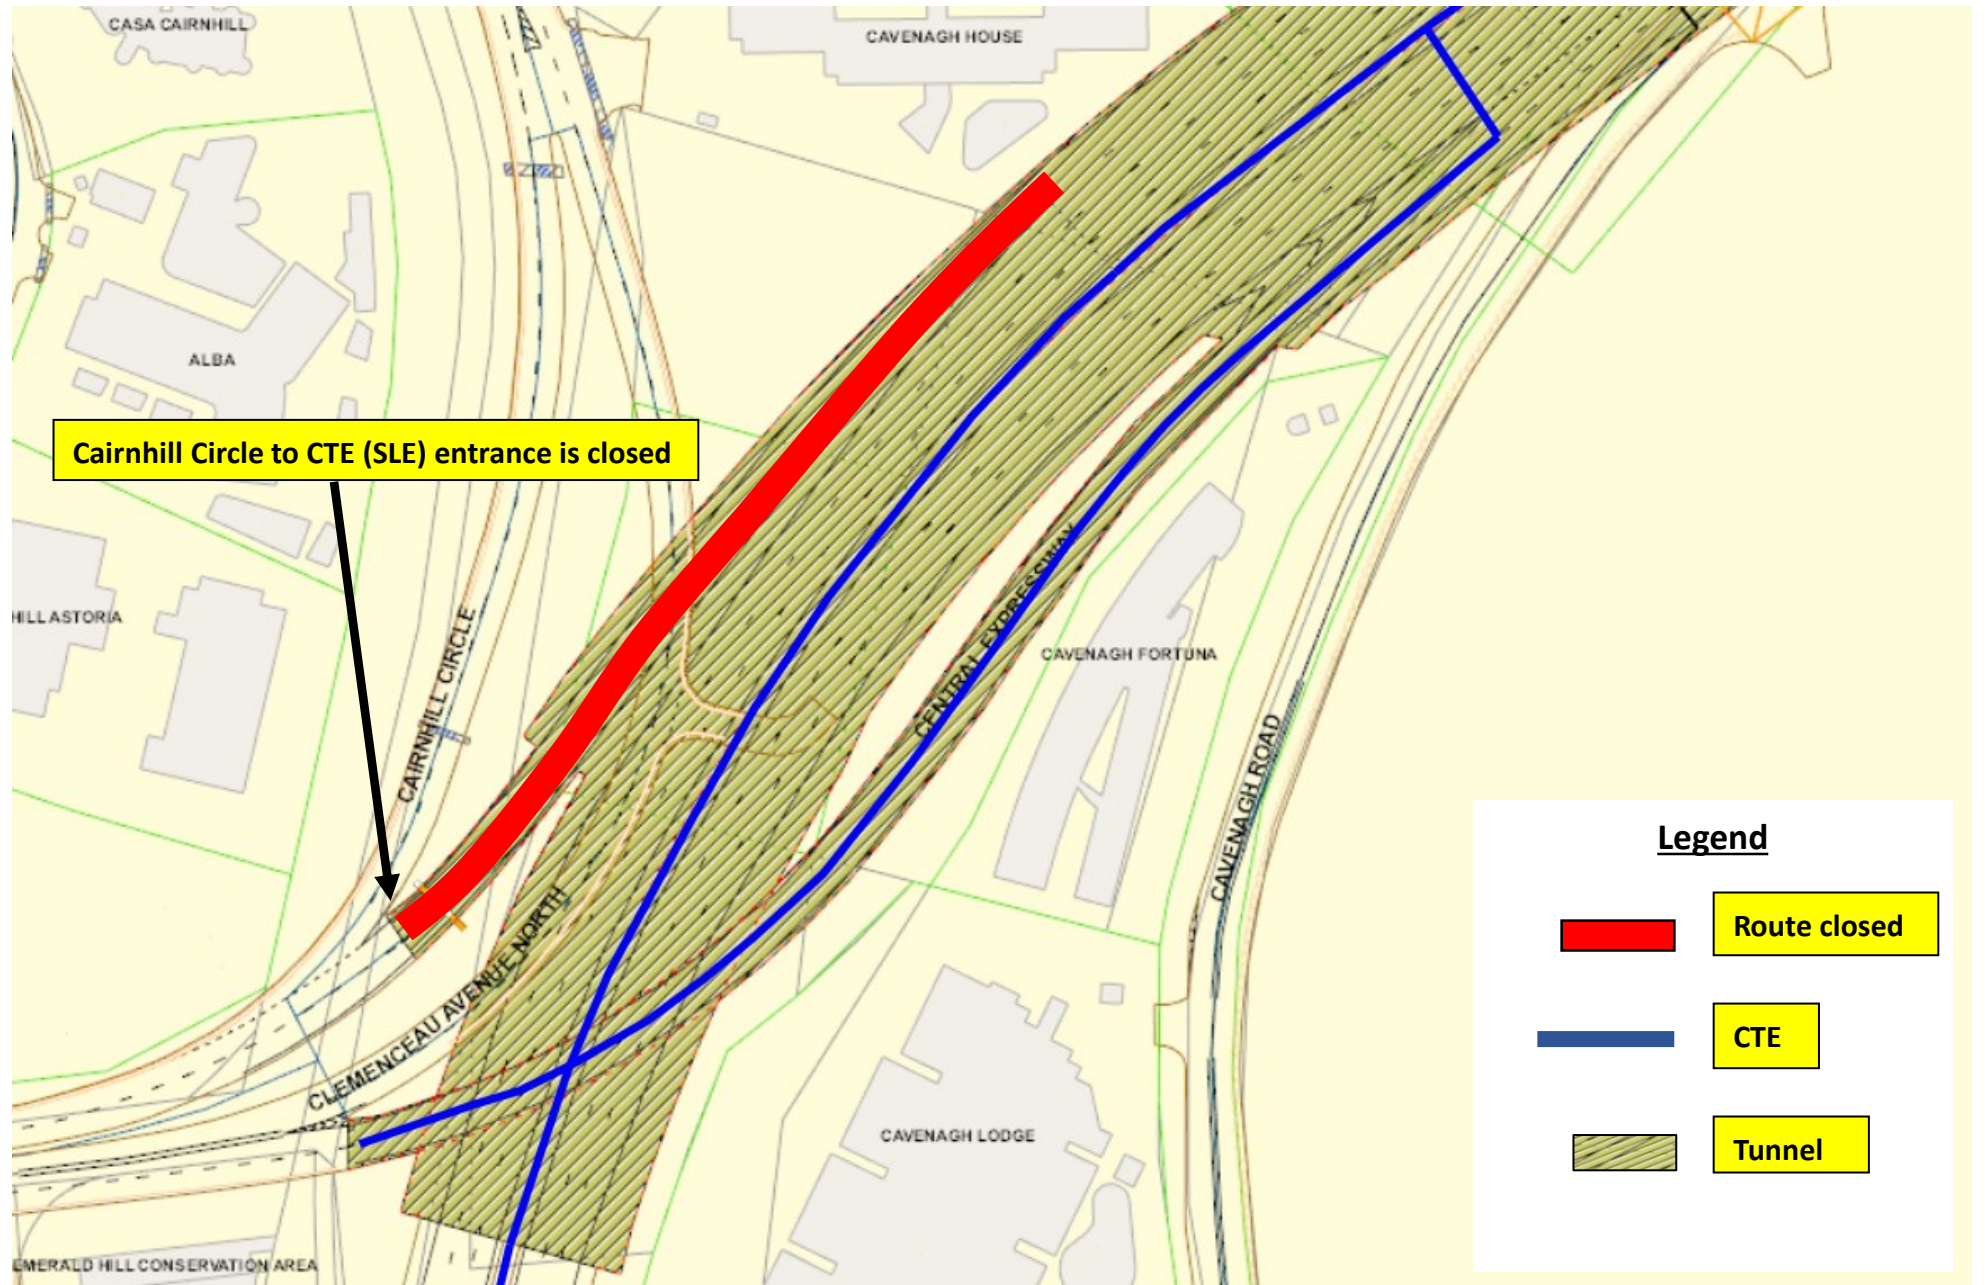 CASA CAIRNHILL
CAVENAGH HOUSE
ALBA
Cairnhill Circle to CTE (SLE) entrance is closed
HILL ASTORIA
CAIRNHILL CIRCLE
CENTRAL EXPRESSWAY
CAVENAGH FORTUNA
CAVENAGH ROAD
CLEMENCEAU AVENUE NORTH
CAVENAGH LODGE
EMERALD HILL CONSERVATION AREA
Legend
Route closed
CTE
Tunnel